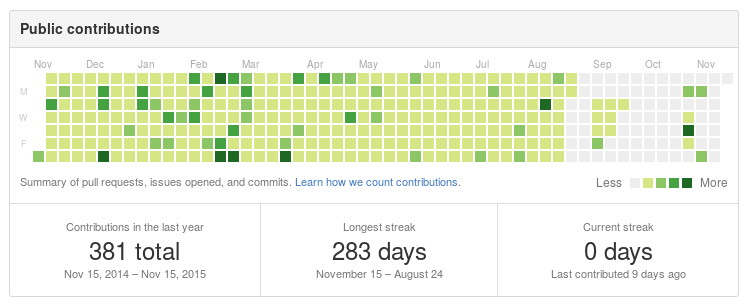 Public contributions
Nov Dec Jan Feb Mar Apr May Jun Jul Aug Sep Oct Nov
M
W
F
Summary of pull requests, issues opened, and commits. Learn how we count contributions.
Less More
Contributions in the last year
381 total
Nov 15, 2014 – Nov 15, 2015
Longest streak
283 days
November 15 – August 24
Current streak
0 days
Last contributed 9 days ago